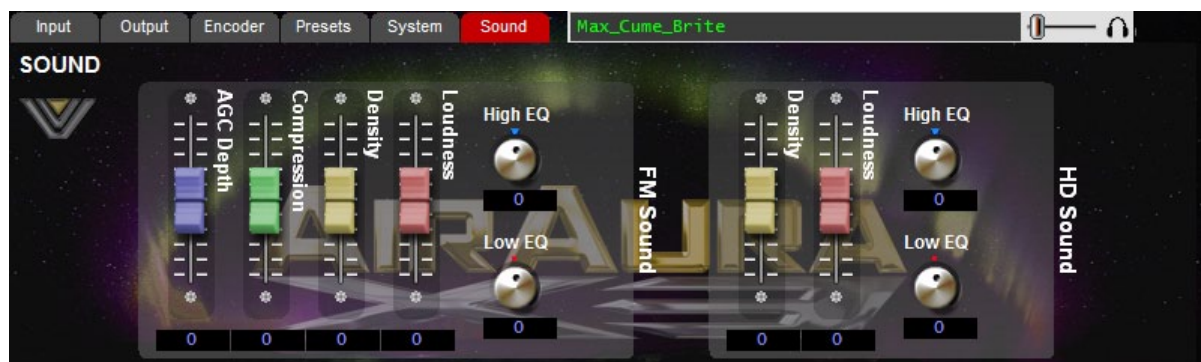 Input Output Encoder Presets System Sound Max_Cume_Brite
SOUND
AGC Depth
Compression
Density
Loudness
High EQ
0
Low EQ
0
0 0 0 0
FM Sound
Density
Loudness
High EQ
0
Low EQ
0
0 0
HD Sound
AIRAURA